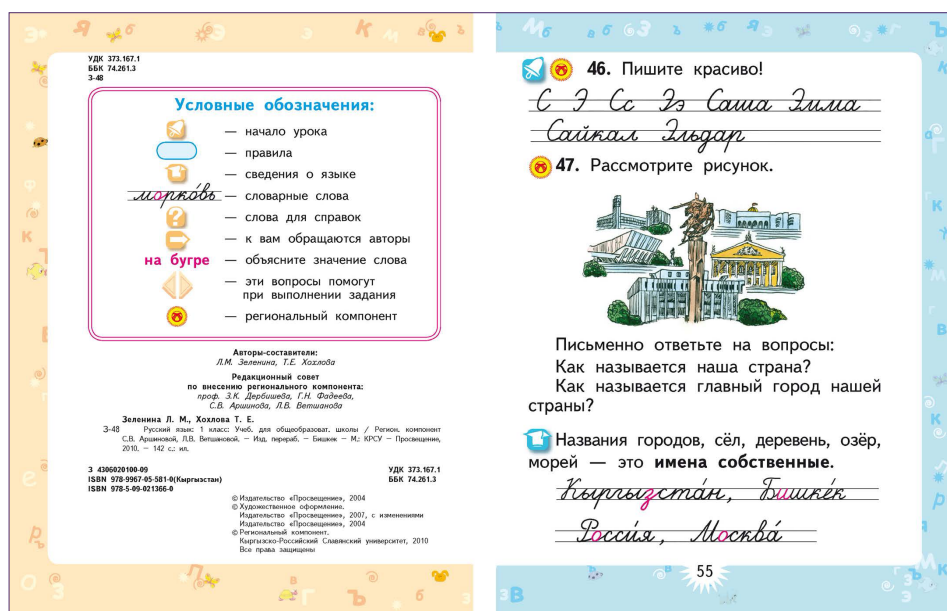 УДК 373.167.1
ББК 74.261.3
З-48
Условные обозначения:
— начало урока
— правила
— сведения о языке
морко́вь — словарные слова
— слова для справок
— к вам обращаются авторы
на бугре — объясните значение слова
— эти вопросы помогут
при выполнении задания
— региональный компонент
Авторы-составители:
Л.М. Зеленина, Т.Е. Хохлова
Редакционный совет
по внесению регионального компонента:
проф. З.К. Дербишева, Г.Н. Фадеева,
С.В. Аршинова, Л.В. Ветшанова
Зеленина Л. М., Хохлова Т. Е.
З-48 Русский язык: 1 класс: Учеб. для общеобразоват. школы / Регион. компонент
С.В. Аршиновой, Л.В. Ветшановой. – Изд. перераб. – Бишкек – М.: КРСУ – Просвещение,
2010. – 142 с.: ил.
З 4306020100-09
ISBN 978-9967-05-581-0(Кыргызстан)
ISBN 978-5-09-021366-0
УДК 373.167.1
ББК 74.261.3
© Издательство «Просвещение», 2004
© Художественное оформление.
Издательство «Просвещение», 2007, с изменениями
Издательство «Просвещение», 2004
© Региональный компонент.
Кыргызско-Российский Славянский университет, 2010
Все права защищены
46. Пишите красиво!
С Э Сс Ээ Саша Эмма
Сайкал Эльдар
47. Рассмотрите рисунок.
Письменно ответьте на вопросы:
Как называется наша страна?
Как называется главный город нашей
страны?
Названия городов, сёл, деревень, озёр,
морей — это имена собственные.
Кыргызста́н, Бишке́к
Росси́я, Москва́
55